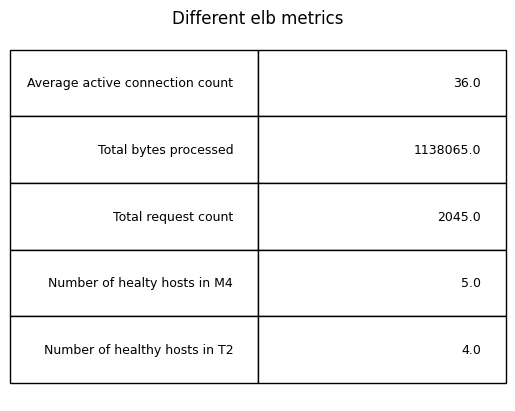 Different elb metrics
Average active connection count 36.0
Total bytes processed 1138065.0
Total request count 2045.0
Number of healty hosts in M4 5.0
Number of healthy hosts in T2 4.0